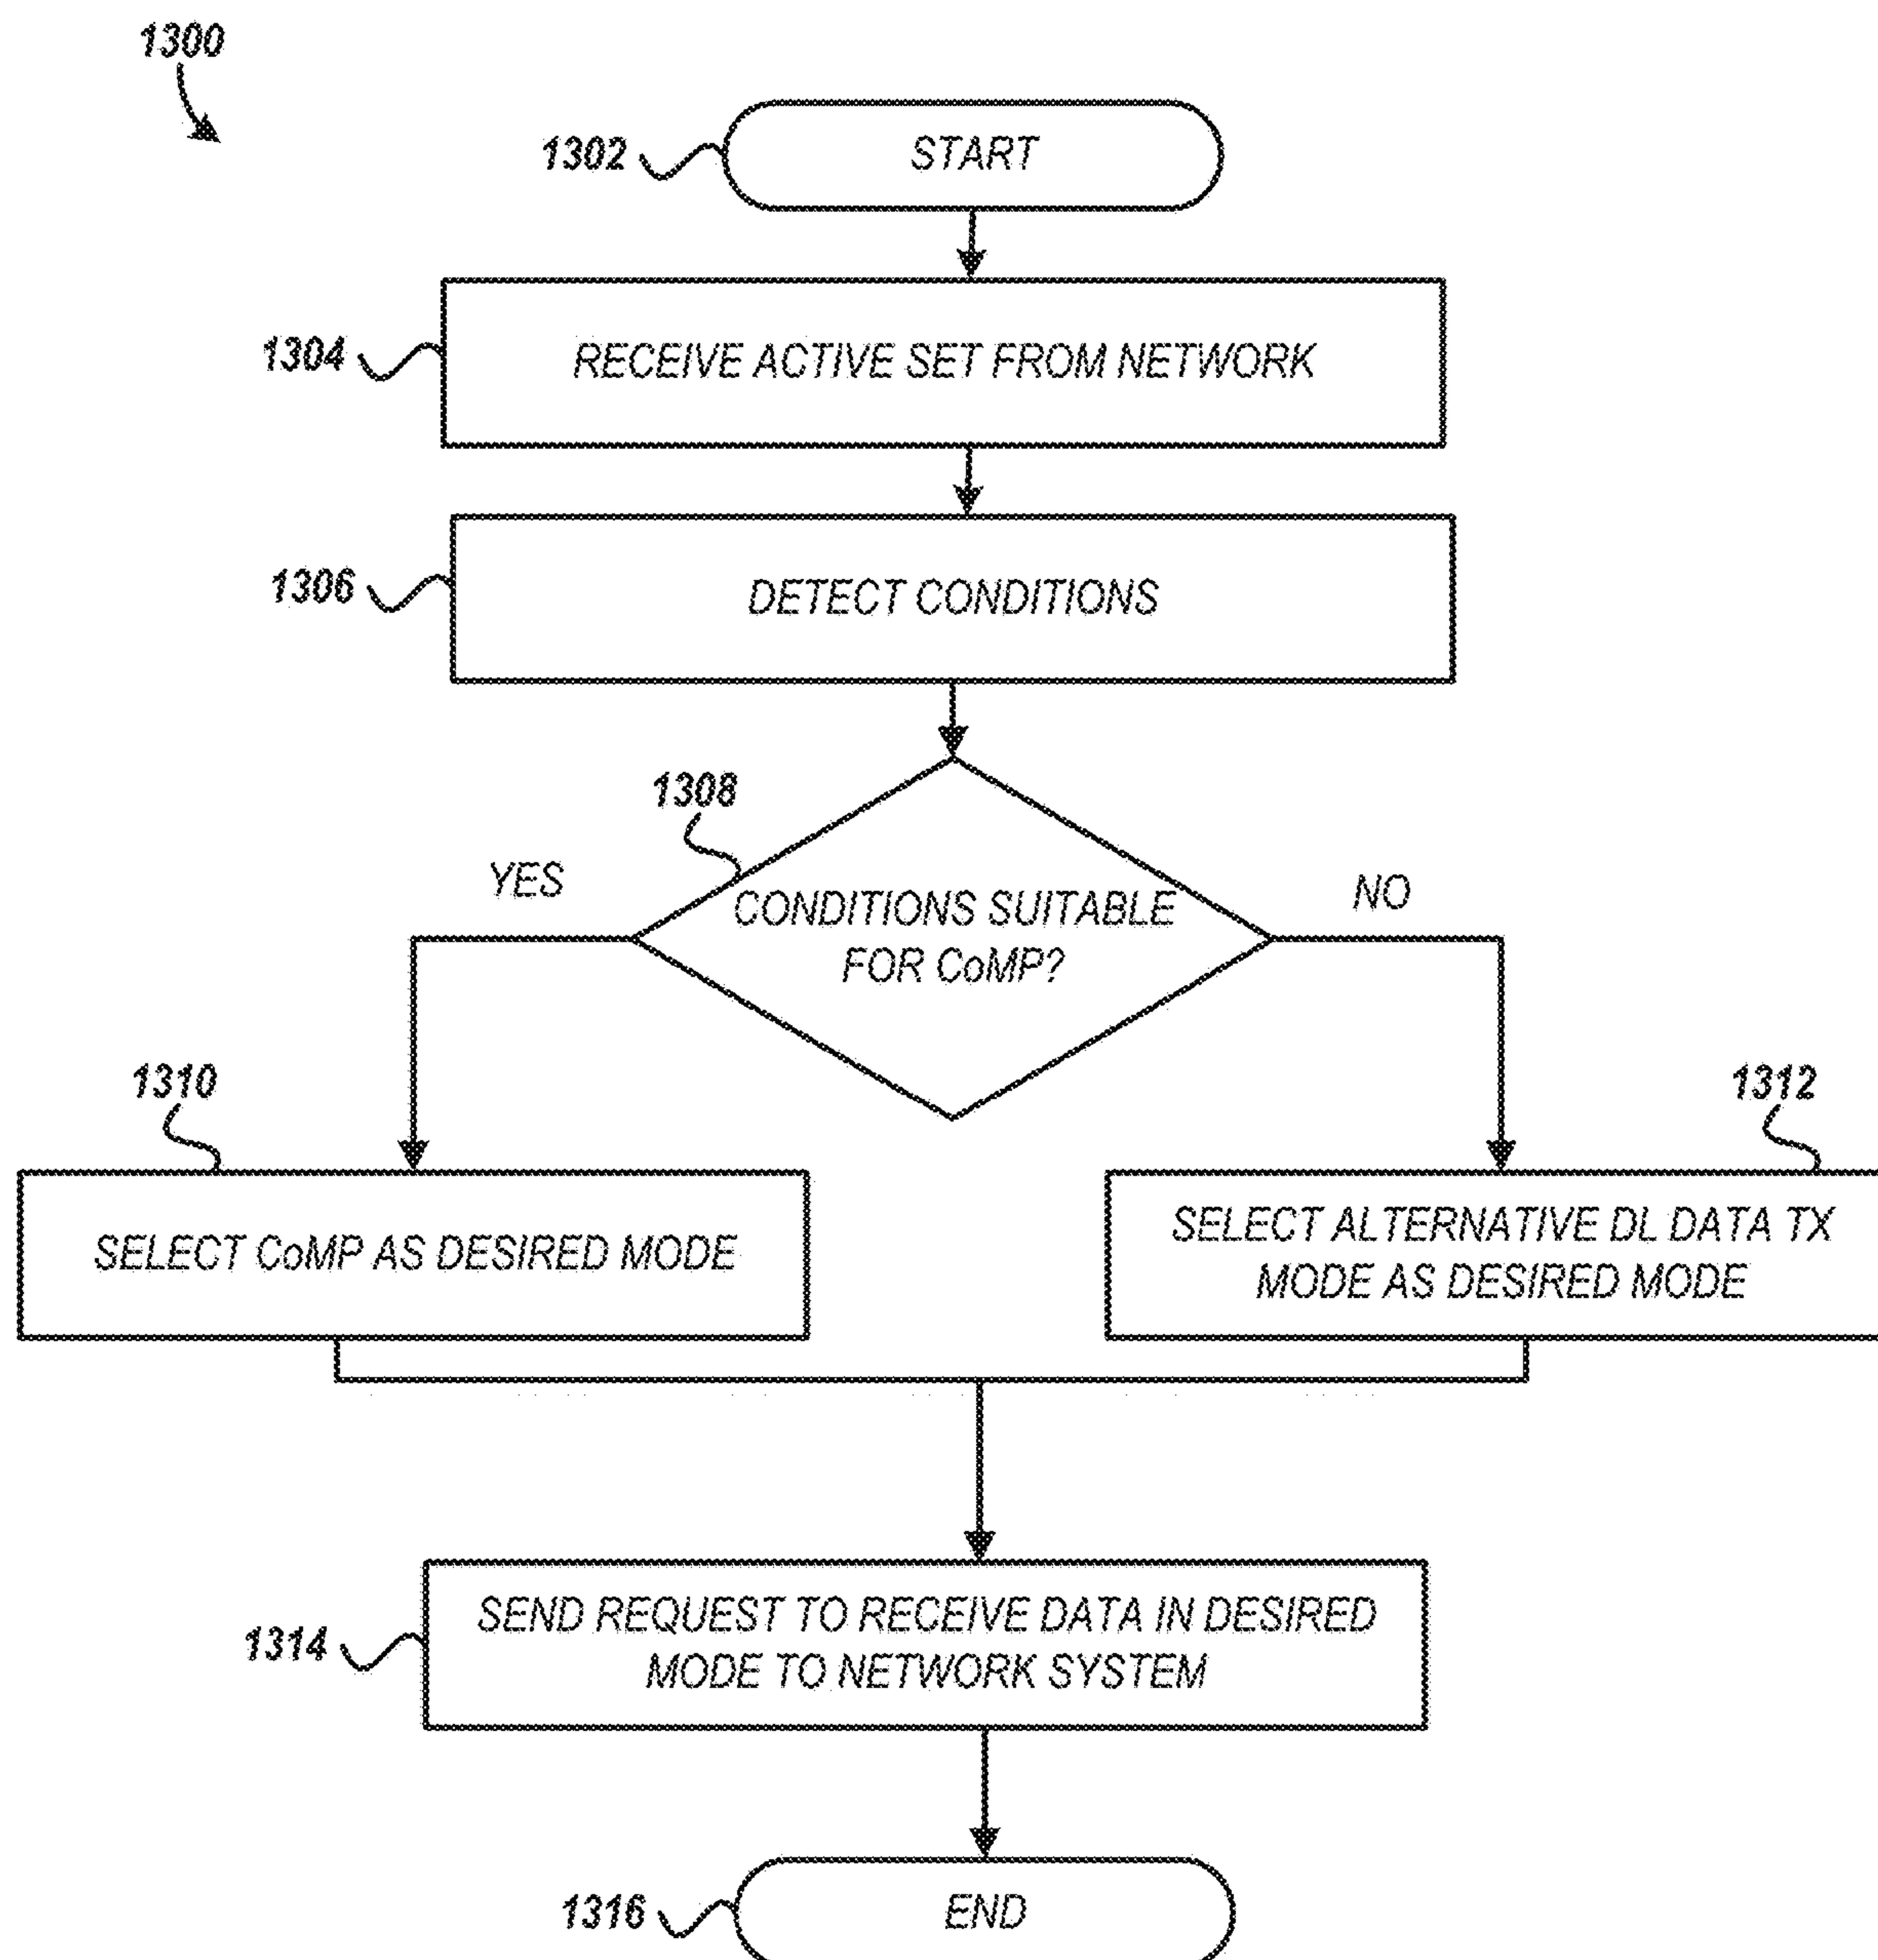 1300
1302
START
1304
RECEIVE ACTIVE SET FROM NETWORK
1306
DETECT CONDITIONS
1308
YES
NO
CONDITIONS SUITABLE
FOR CoMP?
1310
1312
SELECT CoMP AS DESIRED MODE
SELECT ALTERNATIVE DL DATA TX
MODE AS DESIRED MODE
1314
SEND REQUEST TO RECEIVE DATA IN DESIRED
MODE TO NETWORK SYSTEM
1316
END